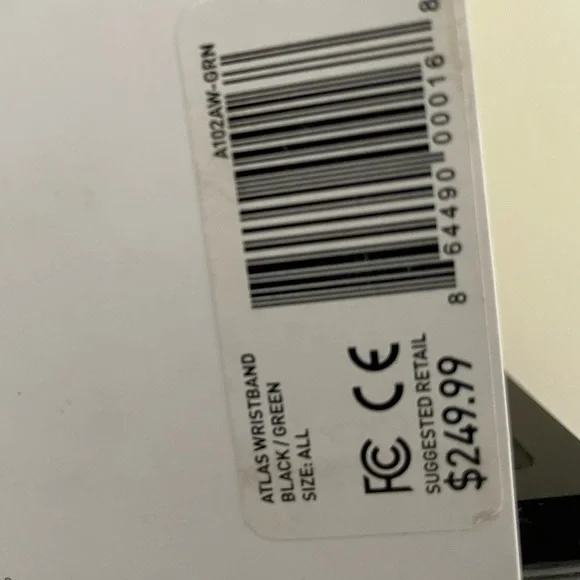 A102AW-GRN
8 64490 00016 8
ATLAS WRISTBAND
BLACK/GREEN
SIZE: ALL
FC CE
SUGGESTED RETAIL
$249.99